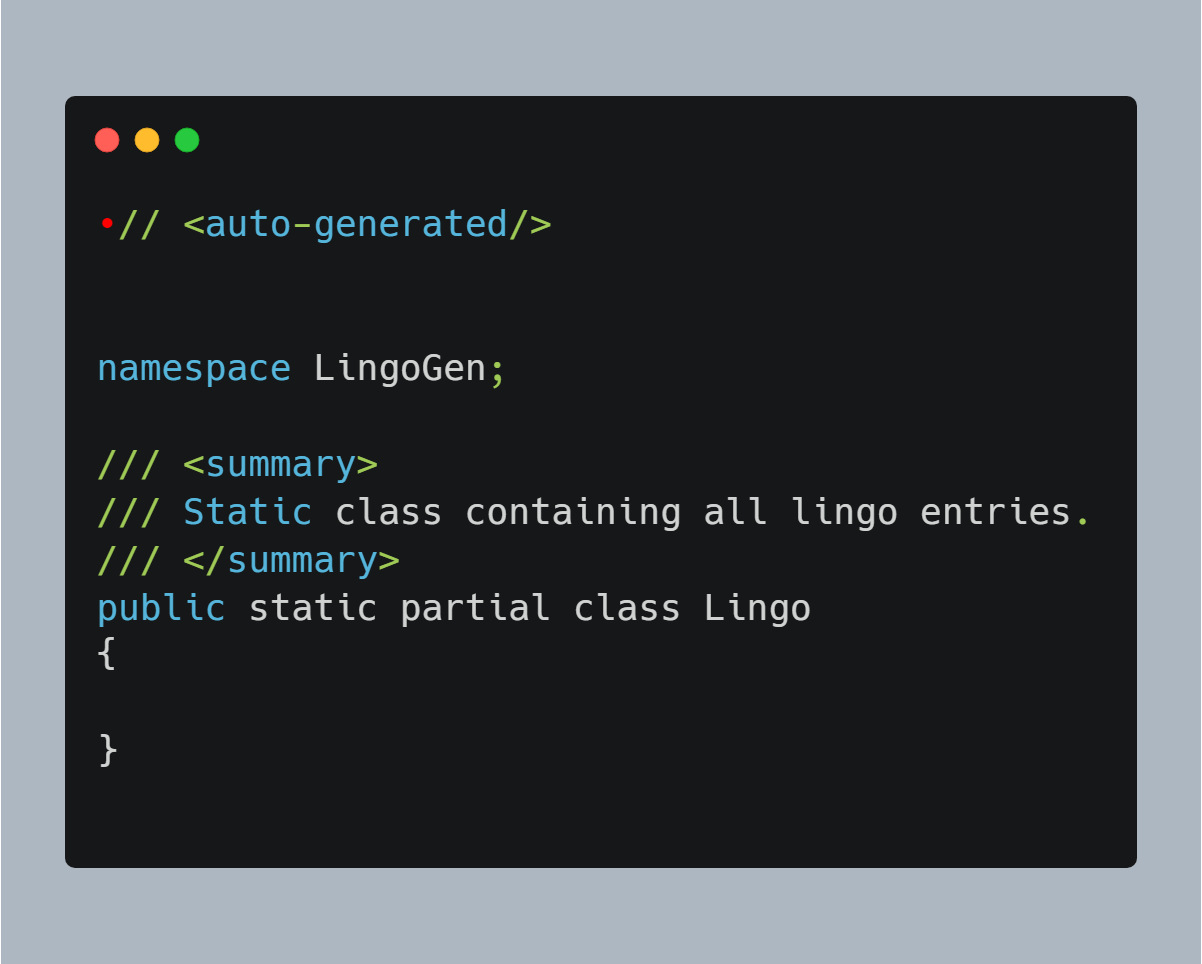 •// <auto-generated/>
namespace LingoGen;
/// <summary>
/// Static class containing all lingo entries.
/// </summary>
public static partial class Lingo
{
}